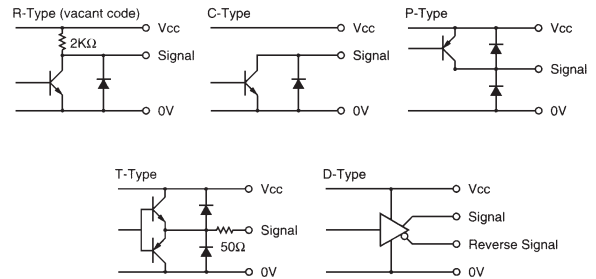 R-Type (vacant code)
Vcc
2KΩ
Signal
0V
C-Type
Vcc
Signal
0V
P-Type
Vcc
Signal
0V
T-Type
Vcc
Signal
50Ω
0V
D-Type
Vcc
Signal
Reverse Signal
0V